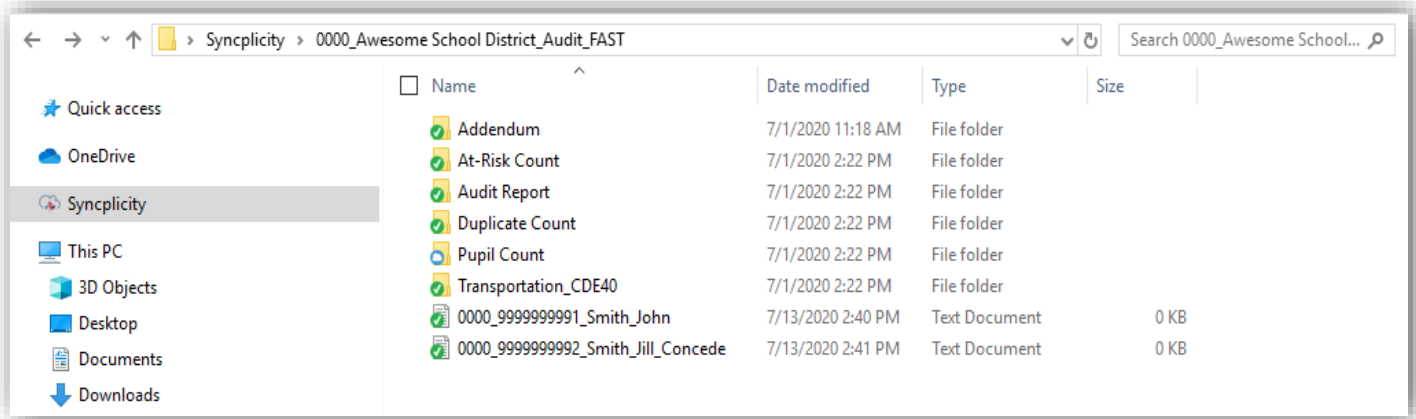 Syncplicity > 0000_Awesome School District_Audit_FAST
Search 0000_Awesome School...
Name Date modified Type Size
Quick access
OneDrive
Syncplicity
This PC
3D Objects
Desktop
Documents
Downloads
Addendum 7/1/2020 11:18 AM File folder
At-Risk Count 7/1/2020 2:22 PM File folder
Audit Report 7/1/2020 2:22 PM File folder
Duplicate Count 7/1/2020 2:22 PM File folder
Pupil Count 7/1/2020 2:22 PM File folder
Transportation_CDE40 7/1/2020 2:22 PM File folder
0000_9999999991_Smith_John 7/13/2020 2:40 PM Text Document 0 KB
0000_9999999992_Smith_Jill_Concede 7/13/2020 2:41 PM Text Document 0 KB